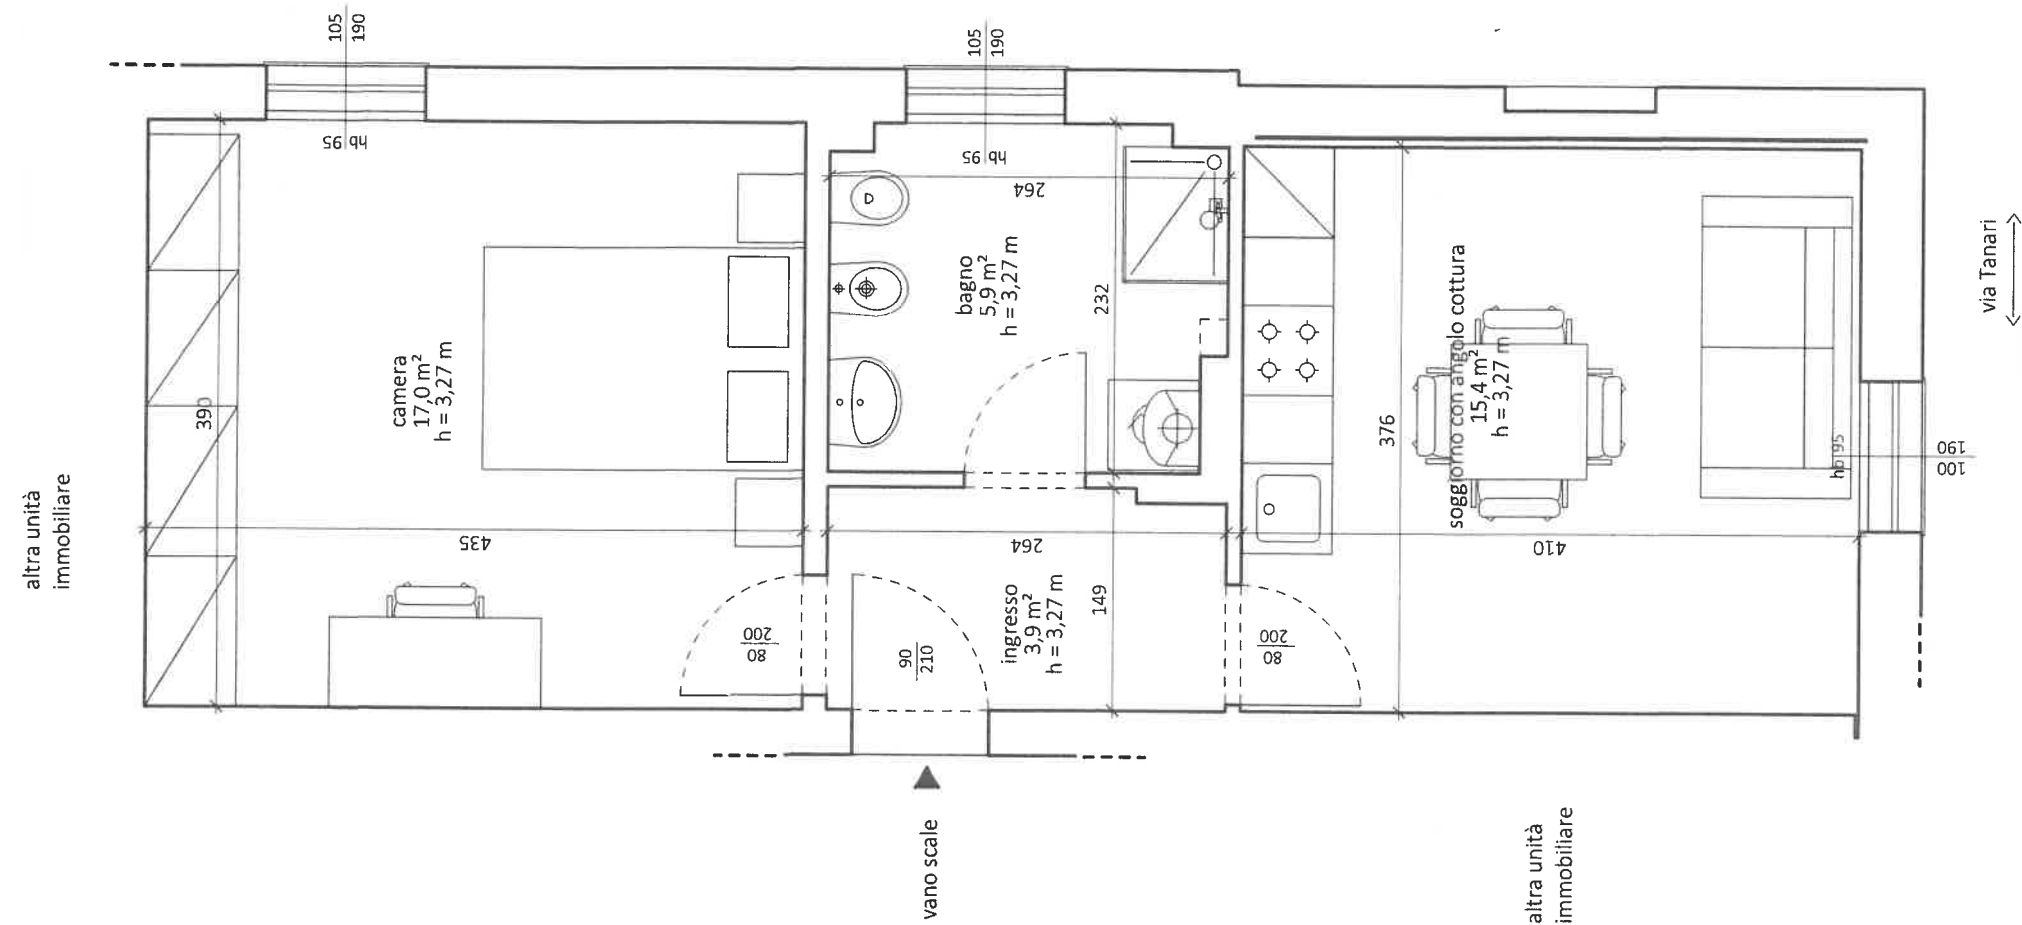 105
190
hb 95
105
190
hb 95
264
390
camera
17,0 m²
h = 3,27 m
bagno
5,9 m²
h = 3,27 m
232
soggiorno con angolo cottura
15,4 m²
h = 3,27 m
376
hb 95
100
190
via Tanari
altra unità
immobiliare
435
264
410
80
200
90
210
ingresso
3,9 m²
h = 3,27 m
149
80
200
vano scale
altra unità
immobiliare